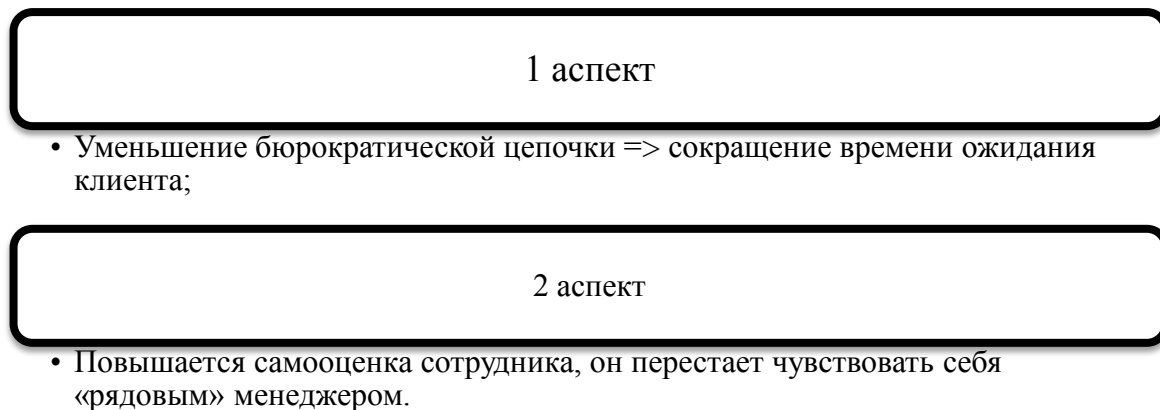 1 аспект
• Уменьшение бюрократической цепочки => сокращение времени ожидания
клиента;
2 аспект
• Повышается самооценка сотрудника, он перестает чувствовать себя
«рядовым» менеджером.